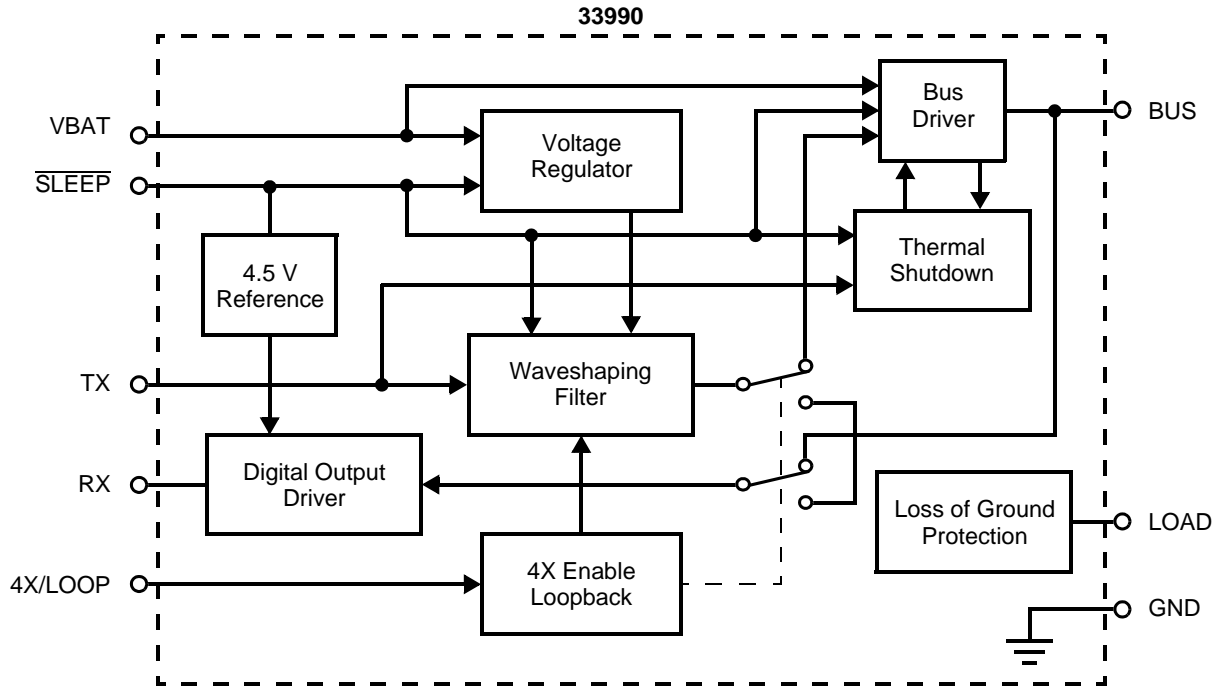 33990
VBAT
SLEEP
TX
RX
4X/LOOP
Voltage
Regulator
Bus
Driver
BUS
4.5 V
Reference
Thermal
Shutdown
Waveshaping
Filter
Digital Output
Driver
4X Enable
Loopback
Loss of Ground
Protection
LOAD
GND